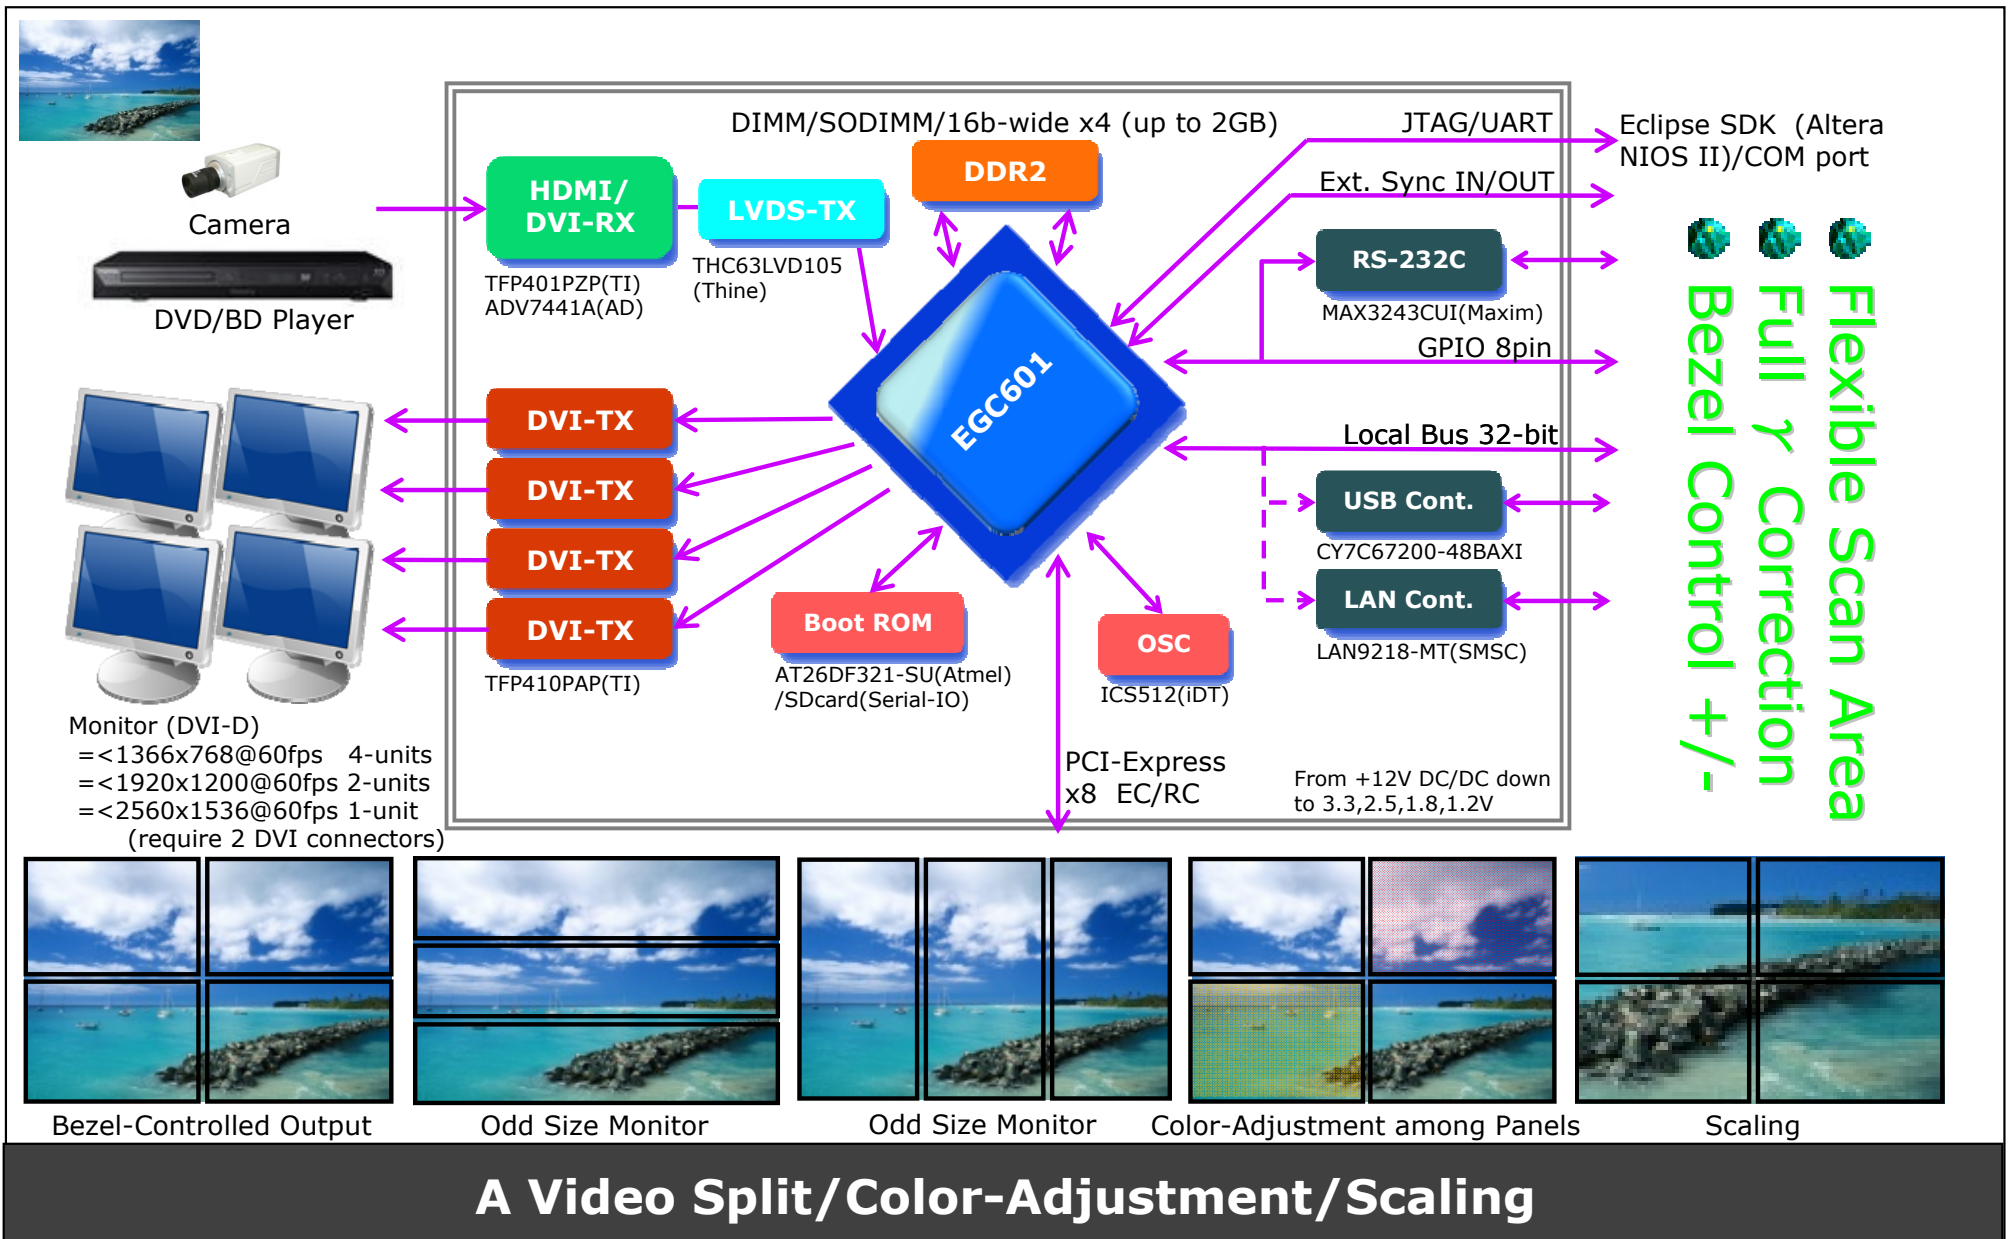 DIMM/SODIMM/16b-wide x4 (up to 2GB)
JTAG/UART
Eclipse SDK (Altera
NIOS II)/COM port
HDMI/
DVI-RX
LVDS-TX
DDR2
Ext. Sync IN/OUT
Camera
TFP401PZP(TI)
ADV7441A(AD)
THC63LVD105
(Thine)
RS-232C
MAX3243CUI(Maxim)
DVD/BD Player
GPIO 8pin
EGC601
DVI-TX
DVI-TX
DVI-TX
DVI-TX
TFP410PAP(TI)
Local Bus 32-bit
USB Cont.
CY7C67200-48BAXI
LAN Cont.
LAN9218-MT(SMSC)
Boot ROM
AT26DF321-SU(Atmel)
/SDcard(Serial-IO)
OSC
ICS512(iDT)
Flexible Scan Area
Full γ Correction
Bezel Control +/-
Monitor (DVI-D)
=<1366x768@60fps 4-units
=<1920x1200@60fps 2-units
=<2560x1536@60fps 1-unit
(require 2 DVI connectors)
PCI-Express
x8 EC/RC
From +12V DC/DC down
to 3.3,2.5,1.8,1.2V
Bezel-Controlled Output
Odd Size Monitor
Odd Size Monitor
Color-Adjustment among Panels
Scaling
A Video Split/Color-Adjustment/Scaling